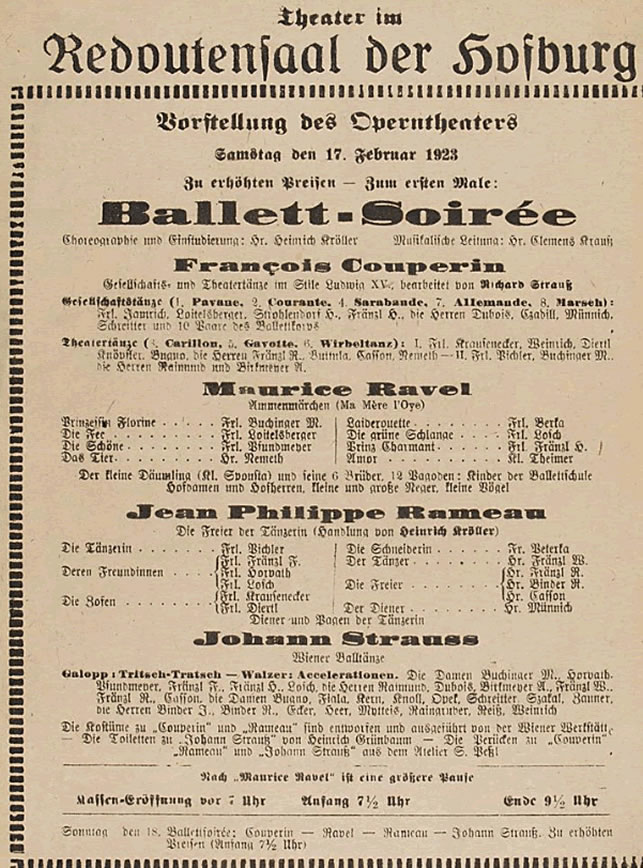 Theater im
Redoutensaal der Hofburg
Vorstellung des Operntheaters
Samstag den 17. Februar 1923
Zu erhöhten Preisen — Zum ersten Male:
Ballett-Soirée
Choreographie und Einstudierung: Hr. Heinrich Kröller Musikalische Leitung: Hr. Clemens Krauß
François Couperin
Gesellschafts- und Theatertänze im Stile Ludwig XV., bearbeitet von Richard Strauß
Gesellschaftstänze (1. Pavane, 2. Courante, 4. Sarabande, 7. Allemande, 8. Marsch):
Frl. Jamrich, Loitelsberger, Strohlendorf H., Fränzl H., die Herren Dubois, Czadill, Münnich,
Schreitter und 10 Paare des Ballettkorps
Theatertänze (3. Carillon, 5. Gavotte, 6. Wirbeltanz): I. Frl. Krausenecker, Weinrich, Diertl
Knöpfler, Bugno, die Herren Fränzl R., Buttula, Casson, Nemeth — II. Frl. Pichler, Buchinger M.,
die Herren Raimund und Birkmeyer A.
Maurice Ravel
Ammenmärchen (Ma Mère l'Oye)
Prinzessin Florine . . . . . Frl. Buchinger M. Laideronette . . . . . Frl. Berka
Die Fee . . . . . Frl. Loitelsberger Die grüne Schlange . . . . . Frl. Losch
Die Schöne . . . . . Frl. Pfundmeyer Prinz Charmant . . . . . Frl. Fränzl H.
Das Tier . . . . . Hr. Nemeth Amor . . . . . Kl. Theimer
Der kleine Däumling (Kl. Spousta) und seine 6 Brüder, 12 Pagoden: Kinder der Ballettschule
Hofdamen und Hofherren, kleine und große Neger, kleine Vögel
Jean Philippe Rameau
Die Freier der Tänzerin (Handlung von Heinrich Kröller)
Die Tänzerin . . . . . Frl. Pichler Die Schneiderin . . . . . Fr. Peterka
Deren Freundinnen . . . { Frl. Fränzl F. Der Tänzer . . . . . Hr. Fränzl W.
Frl. Horvath Die Freier . . . . . { Hr. Fränzl R.
Frl. Losch Hr. Binder R.
Die Zofen . . . . . { Frl. Krausenecker Hr. Casson
Frl. Diertl Der Diener . . . . . Hr. Münnich
Diener und Pagen der Tänzerin
Johann Strauss
Wiener Balltänze
Galopp: Tritsch-Tratsch — Walzer: Accelerationen. Die Damen Buchinger M., Horvath,
Pfundmeyer, Fränzl F., Fränzl H., Losch, die Herren Raimund, Dubois, Birkmeyer A., Fränzl W.,
Fränzl R., Casson, die Damen Bugno, Fiala, Kern, Knoll, Opek, Schreitter, Szakal, Zauner,
die Herren Binder J., Binder R., Ecker, Heer, Mytteis, Raingruber, Reiß, Weinrich
Die Kostüme zu „Couperin" und „Rameau" sind entworfen und ausgeführt von der Wiener Werkstätte
— Die Toiletten zu „Johann Strauß" von Heinrich Grünbaum — Die Perücken zu „Couperin"
„Rameau" und „Johann Strauß" aus dem Atelier S. Peßl
Nach „Maurice Ravel" ist eine größere Pause
Kassen-Eröffnung vor 7 Uhr Anfang 7½ Uhr Ende 9½ Uhr
Sonntag den 18. Ballettsoirée: Couperin — Ravel — Rameau — Johann Strauß. Zu erhöhten
Preisen (Anfang 7½ Uhr)